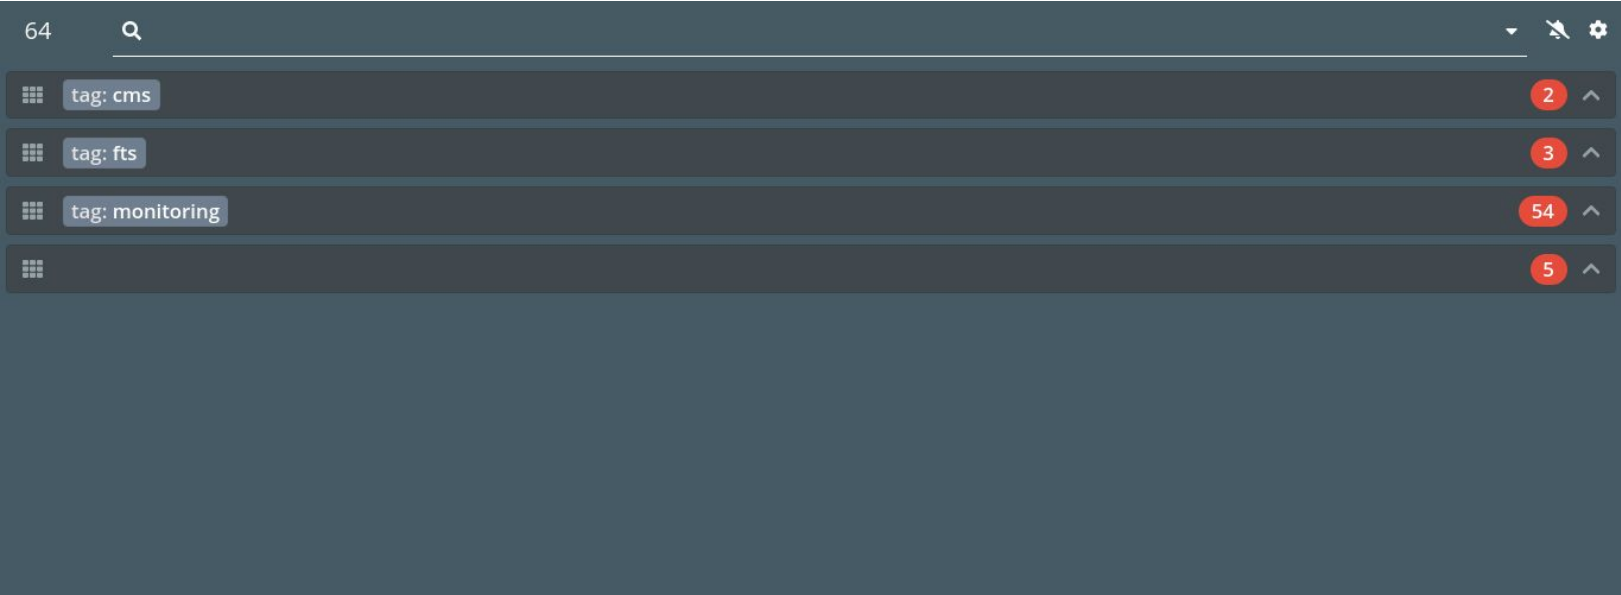 64
tag: cms 2
tag: fts 3
tag: monitoring 54
5